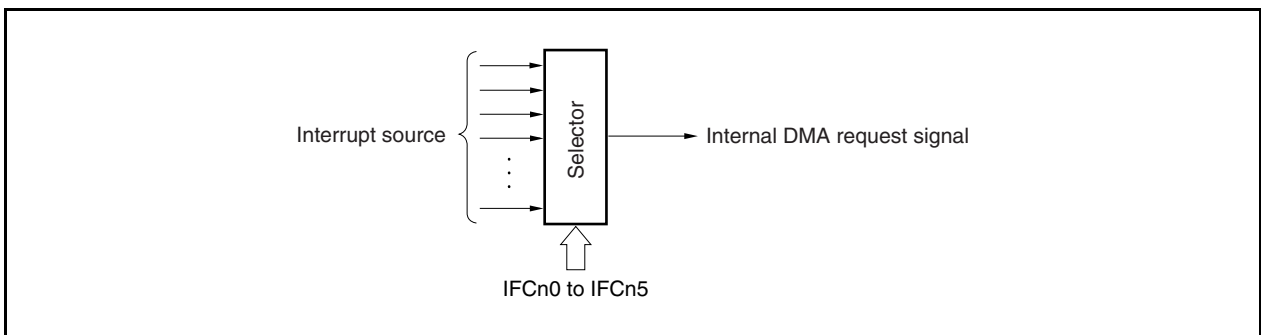 Interrupt source
Selector
Internal DMA request signal
IFCn0 to IFCn5